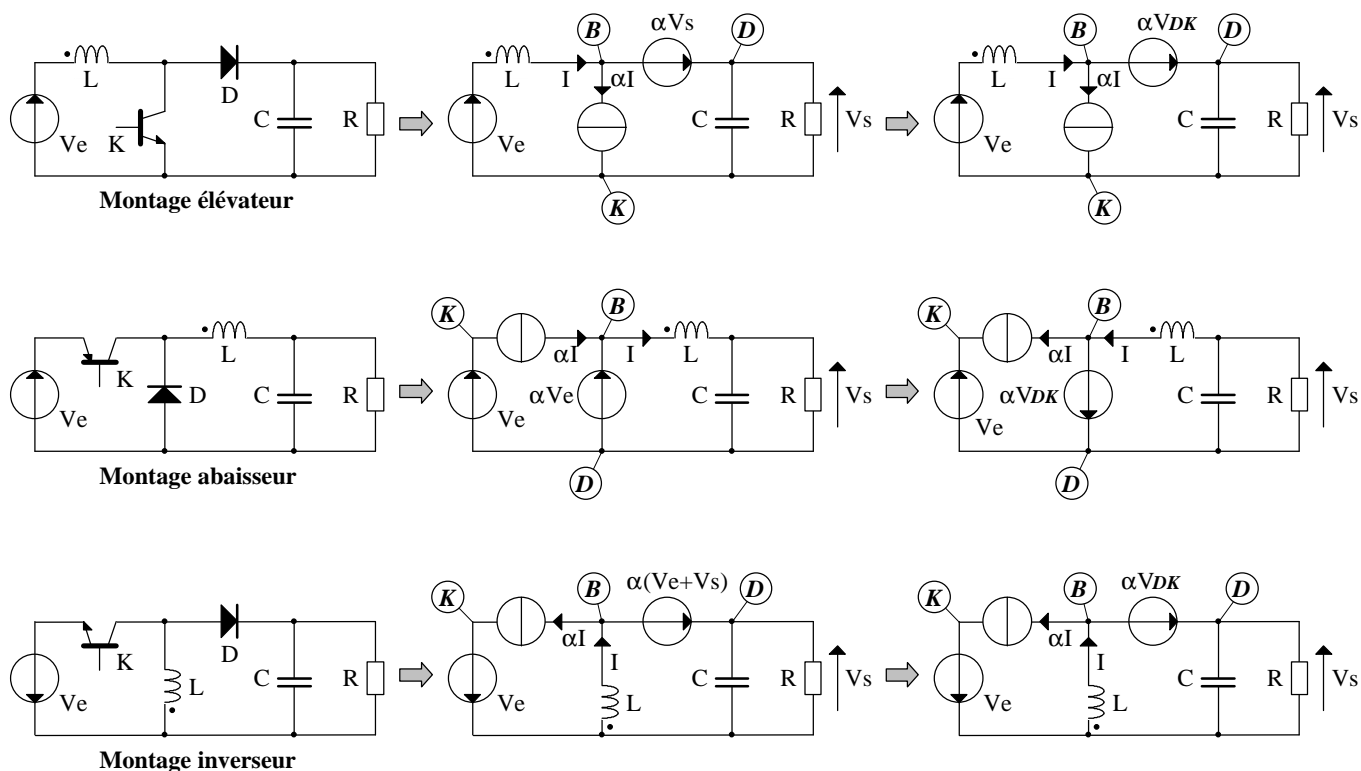 B αVs D B αVDK D
L D L I αI L I αI
Ve K C R Ve C R Vs Ve C R Vs
Montage élévateur K K
K B K B
L αI I L αI I L
K
Ve D C R Ve αVe C R Vs Ve αVDK C R Vs
Montage abaisseur D D
K B α(Ve+Vs) D K B αVDK D
K D αI I αI I
Ve L C R Ve L C R Vs Ve L C R Vs
Montage inverseur